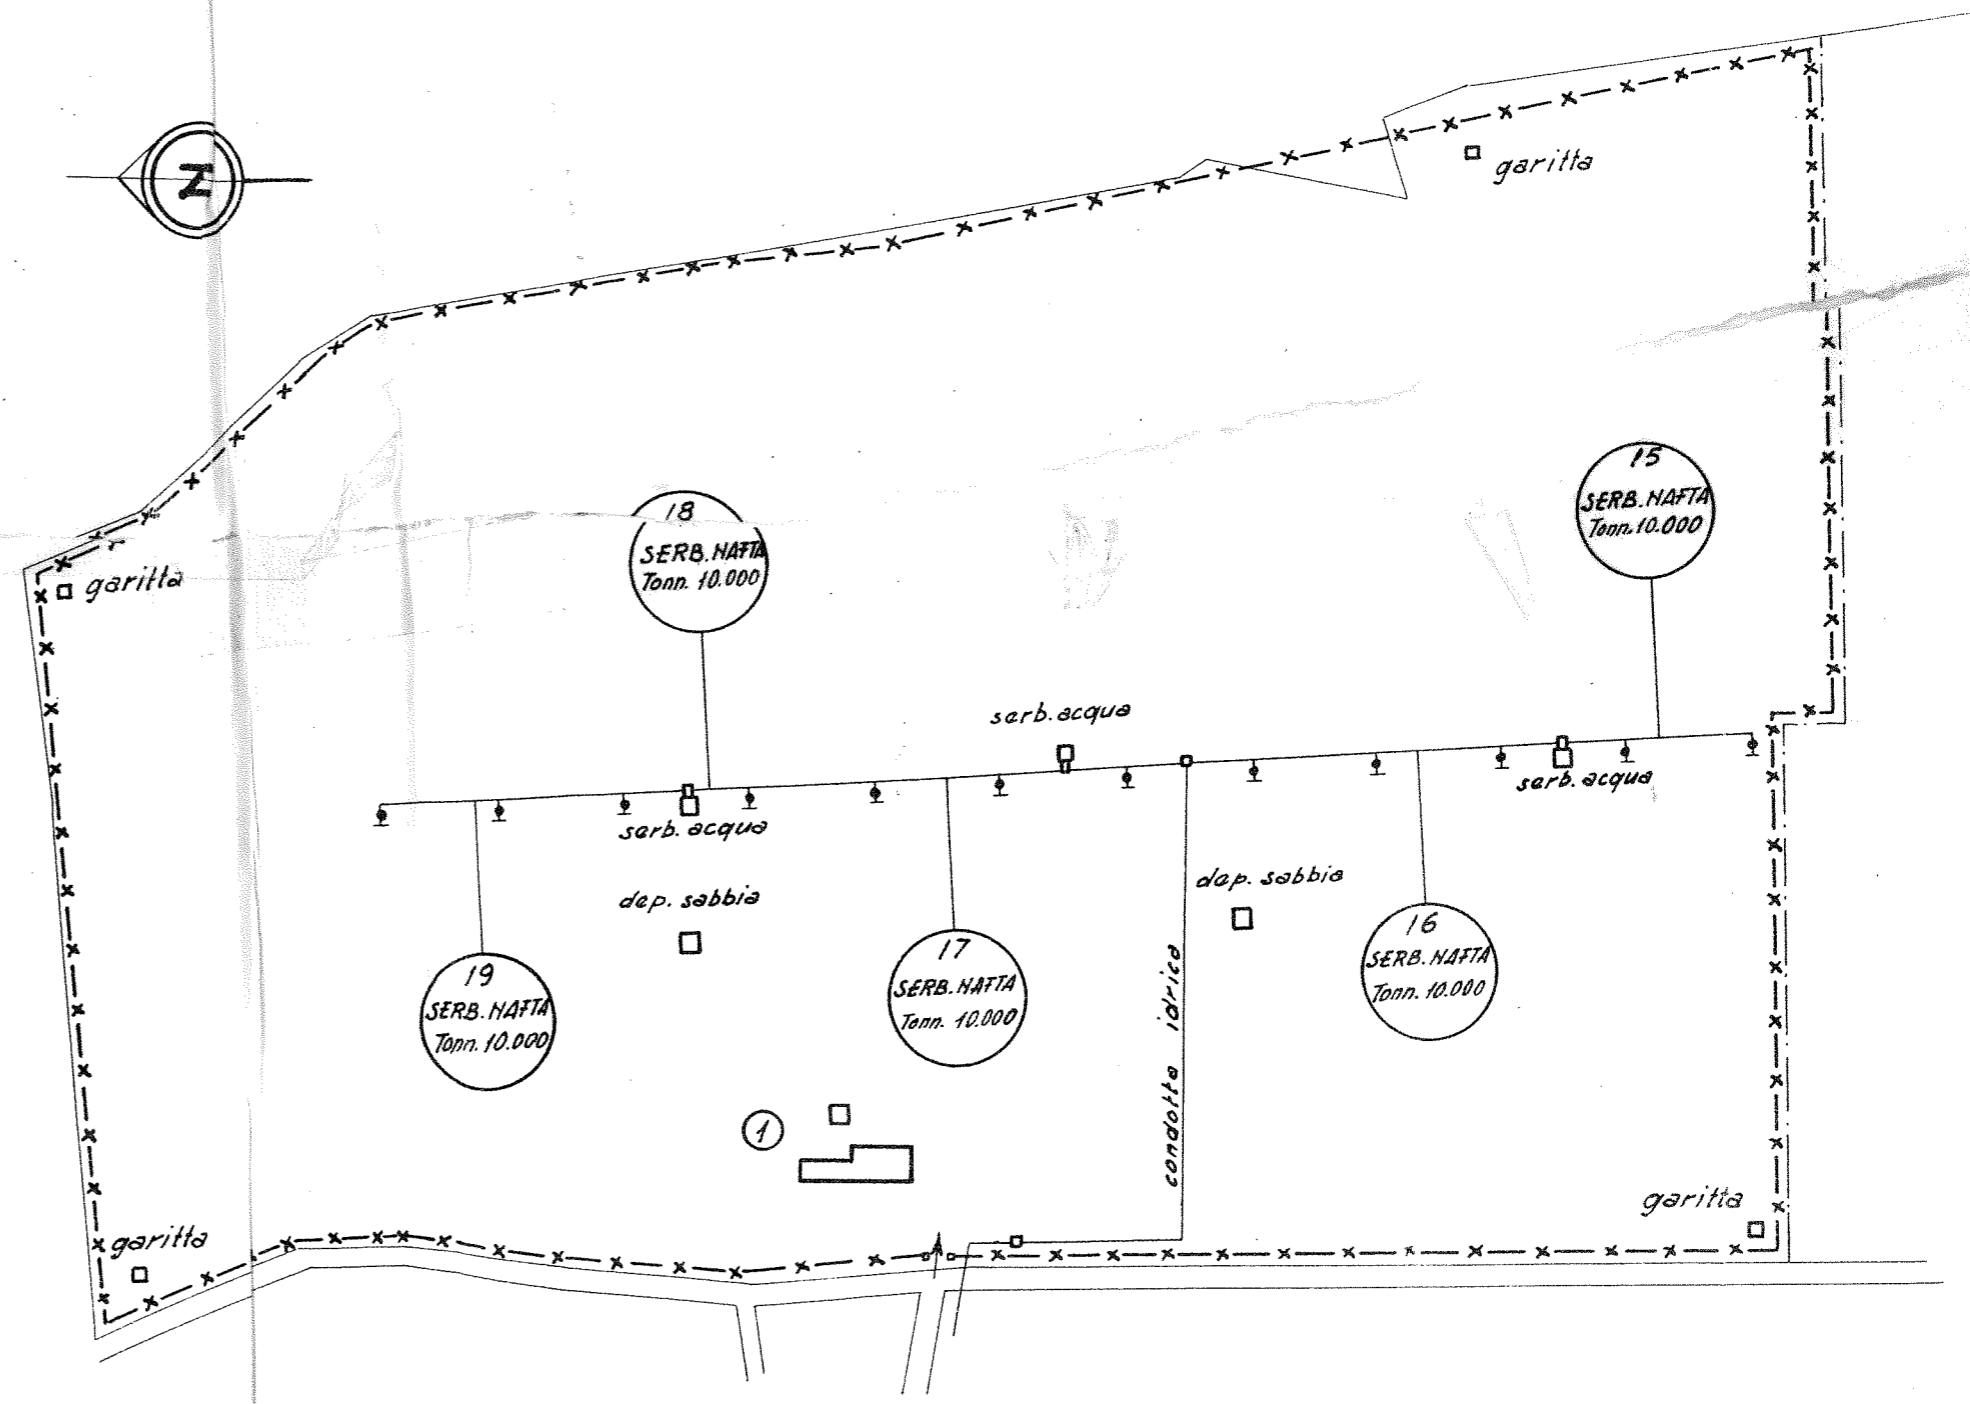 N
garitta
15
SERB. NAFTA
Tonn. 10.000
18
SERB. NAFTA
Tonn. 10.000
garitta
serb. acqua
serb. acqua
serb. acqua
dep. sabbia
dep. sabbia
16
SERB. NAFTA
Tonn. 10.000
17
SERB. NAFTA
Tonn. 10.000
19
SERB. NAFTA
Tonn. 10.000
condotta idrica
1
garitta
garitta